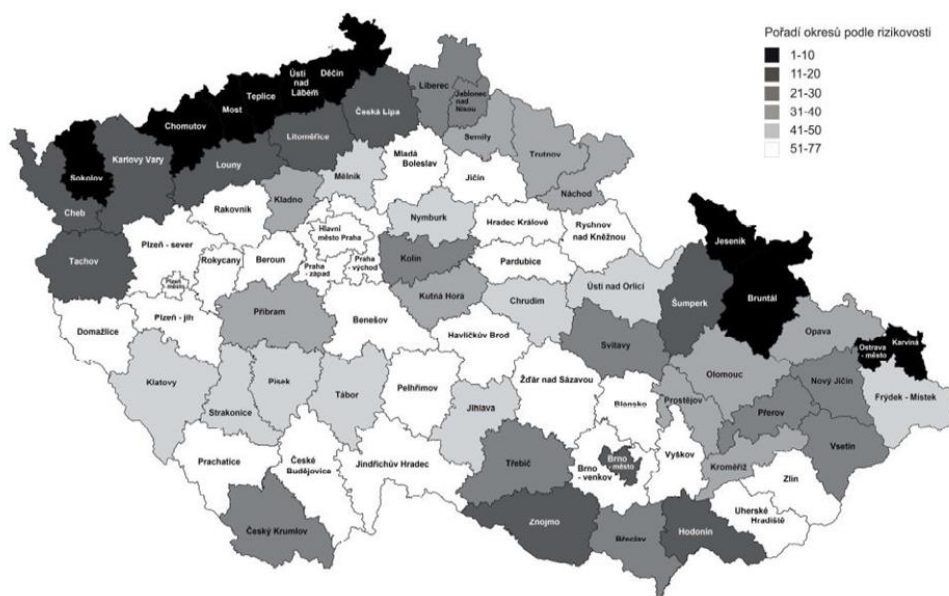 Pořadí okresů podle rizikovosti
1-10
11-20
21-30
31-40
41-50
51-77
Děčín
Ústí
nad
Labem
Teplice
Most
Chomutov
Liberec
Jablonec
nad
Nisou
Česká Lípa
Litoměřice
Semily
Trutnov
Karlovy Vary
Louny
Sokolov
Mladá
Boleslav
Jičín
Mělník
Náchod
Cheb
Rakovník
Kladno
Nymburk
Hradec Králové
Rychnov
nad Kněžnou
Hlavní
město Praha
Jeseník
Tachov
Plzeň - sever
Rokycany
Beroun
Praha
- západ
Praha
- východ
Kolín
Pardubice
Plzeň
- město
Ústí nad Orlicí
Šumperk
Bruntál
Kutná Hora
Chrudim
Domažlice
Plzeň - jih
Příbram
Benešov
Opava
Havlíčkův Brod
Svitavy
Ostrava
- město
Karviná
Klatovy
Písek
Tábor
Pelhřimov
Žďár nad Sázavou
Olomouc
Nový Jičín
Frýdek - Místek
Strakonice
Jihlava
Blansko
Prostějov
Přerov
Vsetín
Prachatice
České
Budějovice
Jindřichův Hradec
Třebíč
Brno
- venkov
Brno
- město
Vyškov
Kroměříž
Zlín
Uherské
Hradiště
Český Krumlov
Znojmo
Břeclav
Hodonín